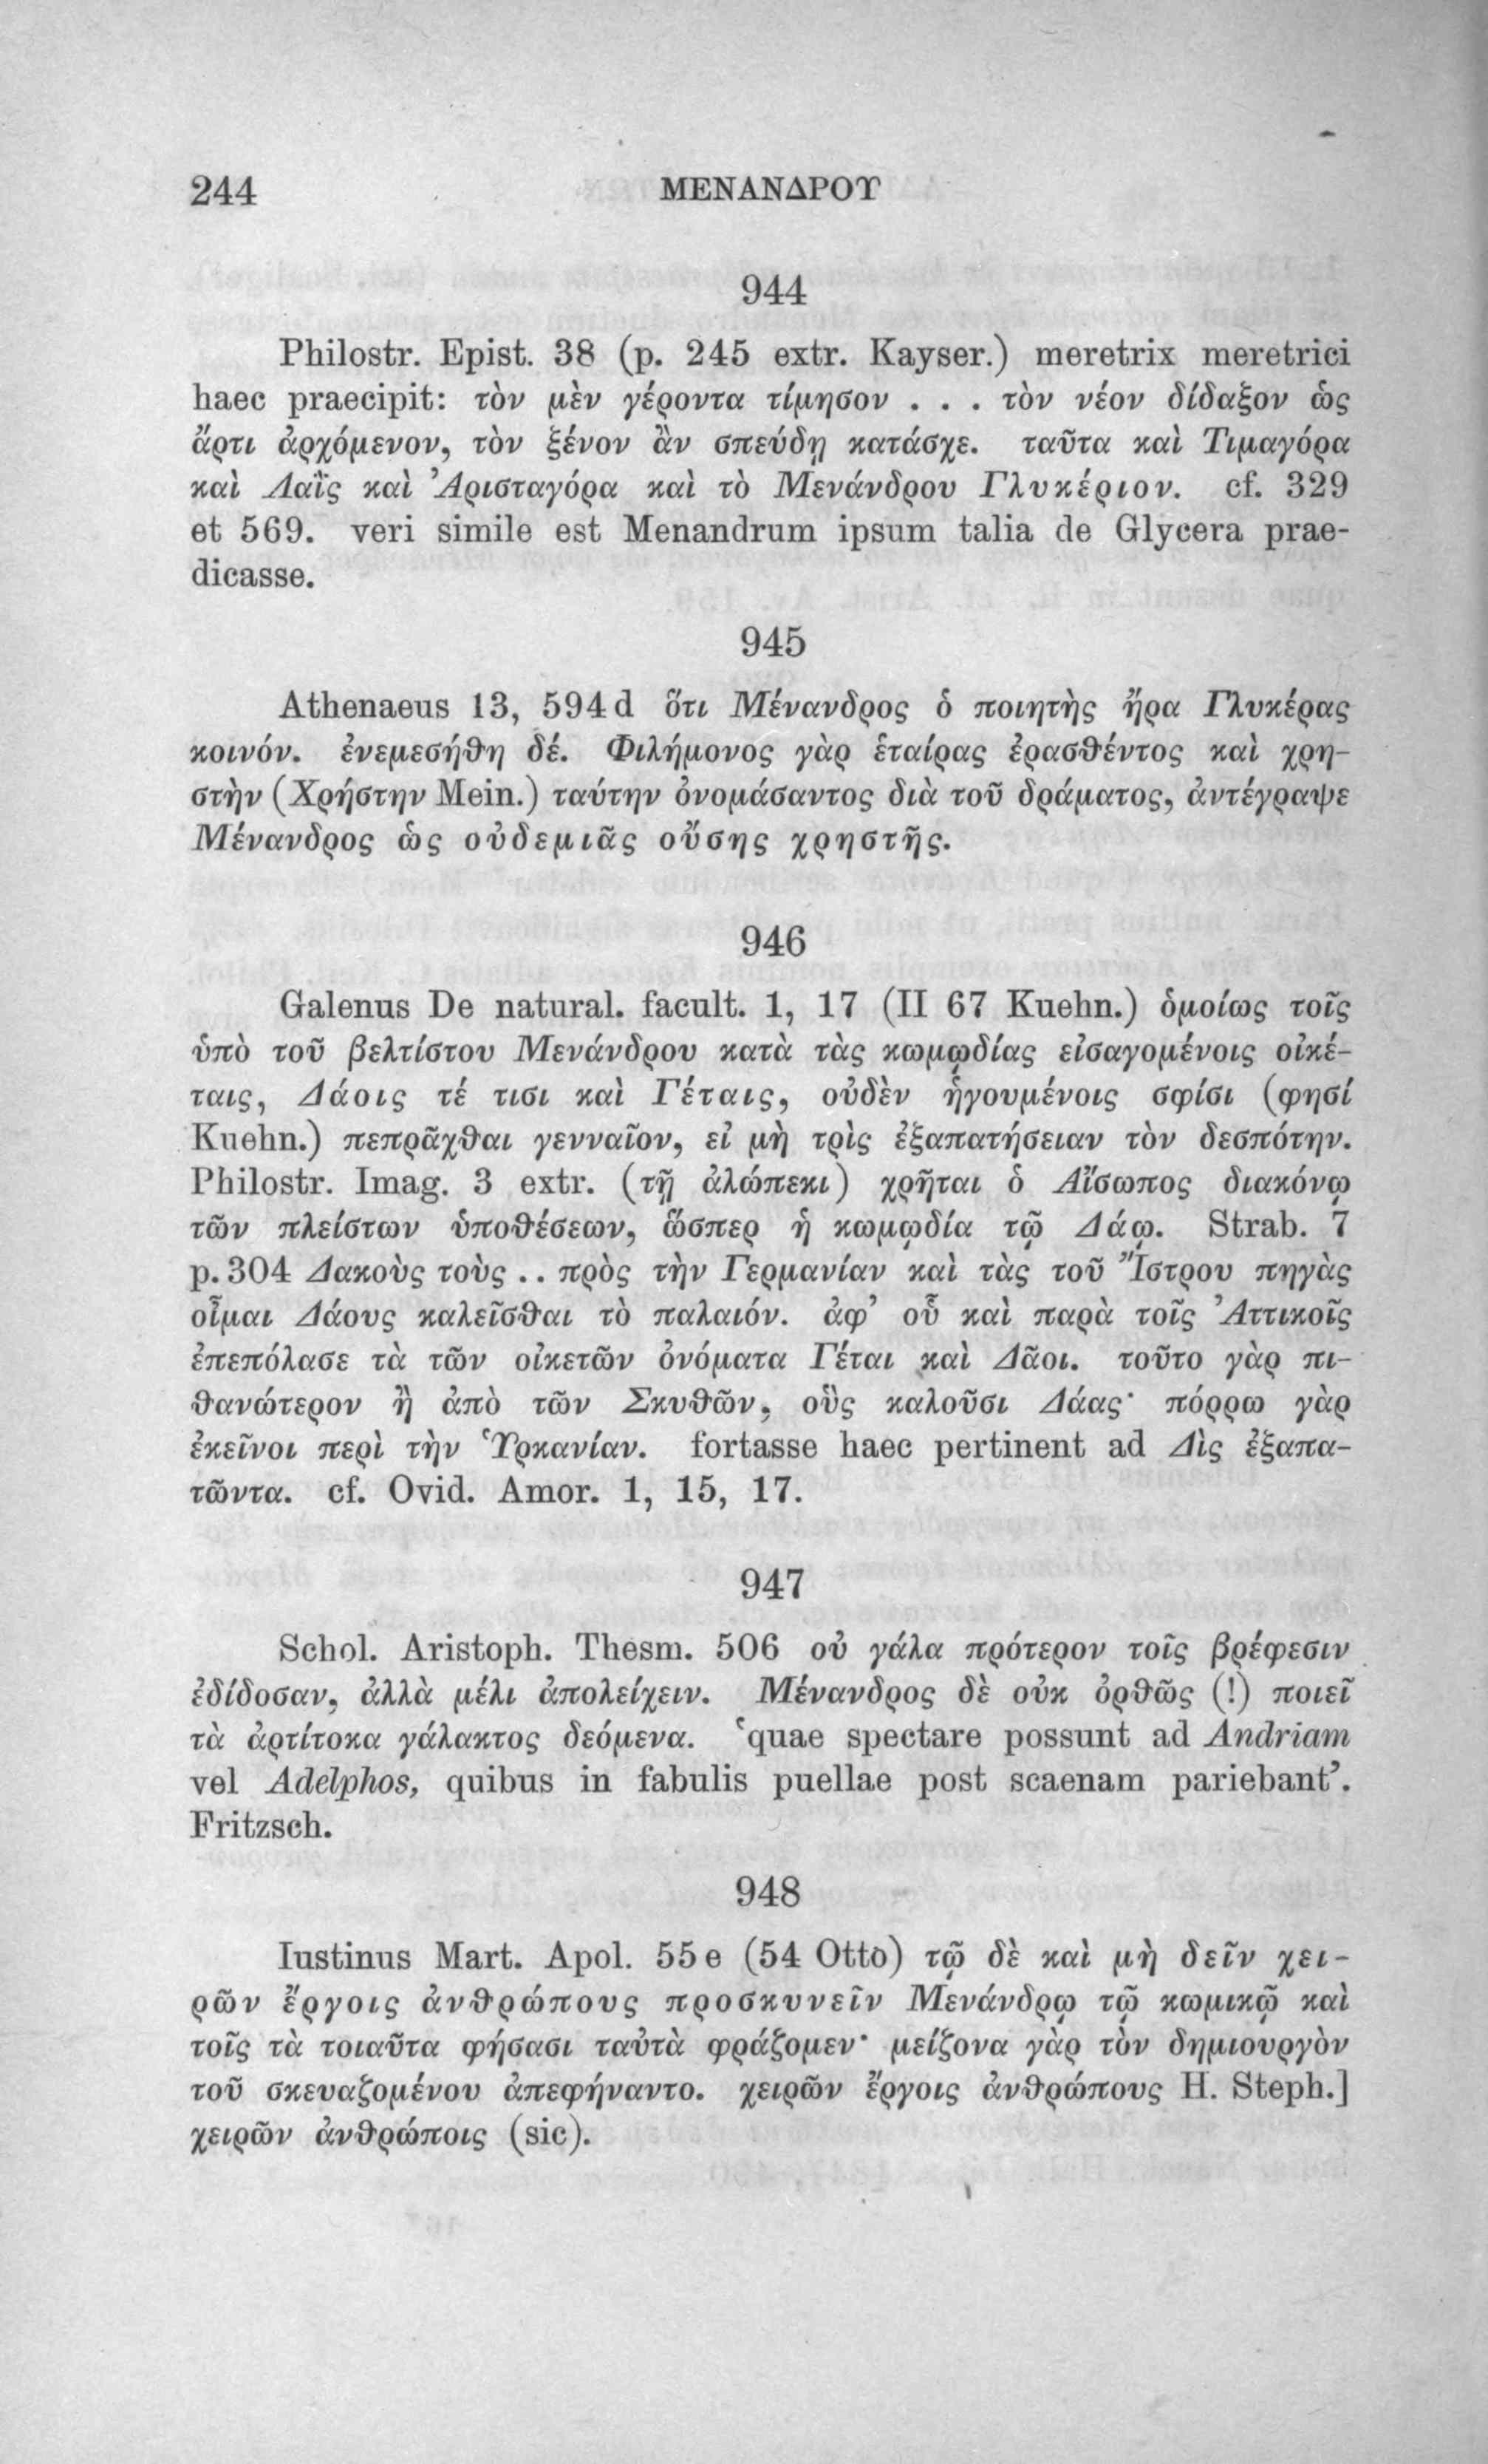 244 ΜΕΝΑΝΔΡΟΥ
944
Philostr. Epist. 38 (p. 245 extr. Kayser.) meretrix meretrici
haec praecipit: τὸν μὲν γέροντα τίμησον . . . τὸν νέον δίδαξον ὡς
ἄρτι ἀρχόμενον, τὸν ξένον ἂν σπεύδῃ κατάσχε. ταῦτα καὶ Τιμαγόρα
καὶ Λαῒς καὶ Ἀρισταγόρα καὶ τὸ Μενάνδρου Γλυκέριον. cf. 329
et 569. veri simile est Menandrum ipsum talia de Glycera prae-
dicasse.
945
Athenaeus 13, 594d ὅτι Μένανδρος ὁ ποιητὴς ἤρα Γλυκέρας
κοινόν. ἐνεμεσήθη δέ. Φιλήμονος γὰρ ἑταίρας ἐρασθέντος καὶ χρη-
στὴν (Χρήστην Mein.) ταύτην ὀνομάσαντος διὰ τοῦ δράματος, ἀντέγραψε
Μένανδρος ὡς οὐδεμιᾶς οὔσης χρηστῆς.
946
Galenus De natural. facult. 1, 17 (II 67 Kuehn.) ὁμοίως τοῖς
ὑπὸ τοῦ βελτίστου Μενάνδρου κατὰ τὰς κωμῳδίας εἰσαγομένοις οἰκέ-
ταις, Δάοις τέ τισι καὶ Γέταις, οὐδὲν ἡγουμένοις σφίσι (φησί
Kuehn.) πεπρᾶχθαι γενναῖον, εἰ μὴ τρὶς ἐξαπατήσειαν τὸν δεσπότην.
Philostr. Imag. 3 extr. (τῇ ἀλώπεκι) χρῆται ὁ Αἴσωπος διακόνῳ
τῶν πλείστων ὑποθέσεων, ὥσπερ ἡ κωμῳδία τῷ Δάῳ. Strab. 7
p. 304 Δακοὺς τοὺς .. πρὸς τὴν Γερμανίαν καὶ τὰς τοῦ Ἴστρου πηγὰς
οἶμαι Δάους καλεῖσθαι τὸ παλαιόν. ἀφ’ οὗ καὶ παρὰ τοῖς Ἀττικοῖς
ἐπεπόλασε τὰ τῶν οἰκετῶν ὀνόματα Γέται καὶ Δᾶοι. τοῦτο γὰρ πι-
θανώτερον ἢ ἀπὸ τῶν Σκυθῶν, οὓς καλοῦσι Δάας· πόρρω γὰρ
ἐκεῖνοι περὶ τὴν Ὑρκανίαν. fortasse haec pertinent ad Δὶς ἐξαπα-
τῶντα. cf. Ovid. Amor. 1, 15, 17.
947
Schol. Aristoph. Thesm. 506 οὐ γάλα πρότερον τοῖς βρέφεσιν
ἐδίδοσαν, ἀλλὰ μέλι ἀπολείχειν. Μένανδρος δὲ οὐκ ὀρθῶς (!) ποιεῖ
τὰ ἀρτίτοκα γάλακτος δεόμενα. ‘quae spectare possunt ad Andriam
vel Adelphos, quibus in fabulis puellae post scaenam pariebant’.
Fritzsch.
948
Iustinus Mart. Apol. 55e (54 Otto) τῷ δὲ καὶ μὴ δεῖν χει-
ρῶν ἔργοις ἀνθρώπους προσκυνεῖν Μενάνδρῳ τῷ κωμικῷ καὶ
τοῖς τὰ τοιαῦτα φήσασι ταὐτὰ φράζομεν· μείζονα γὰρ τὸν δημιουργὸν
τοῦ σκευαζομένου ἀπεφήναντο. χειρῶν ἔργοις ἀνθρώπους H. Steph.]
χειρῶν ἀνθρώποις (sic).